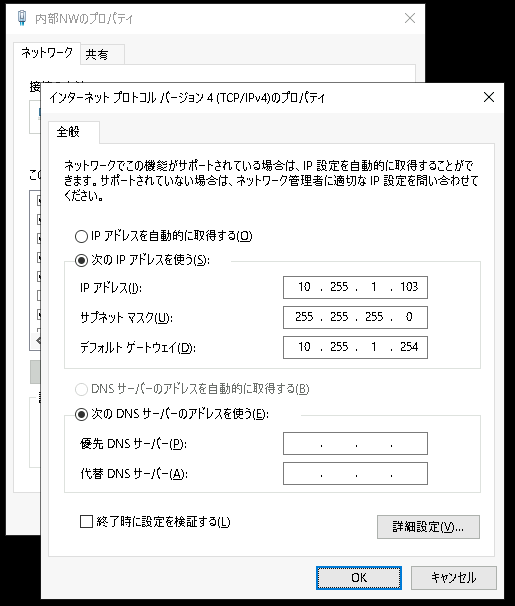 内部NWのプロパティ
ネットワーク 共有
インターネット プロトコル バージョン 4 (TCP/IPv4)のプロパティ
全般
ネットワークでこの機能がサポートされている場合は、IP 設定を自動的に取得することがで
きます。サポートされていない場合は、ネットワーク管理者に適切な IP 設定を問い合わせて
ください。
IP アドレスを自動的に取得する(O)
次の IP アドレスを使う(S):
IP アドレス(I): 10 . 255 . 1 . 103
サブネット マスク(U): 255 . 255 . 255 . 0
デフォルト ゲートウェイ(D): 10 . 255 . 1 . 254
DNS サーバーのアドレスを自動的に取得する(B)
次の DNS サーバーのアドレスを使う(E):
優先 DNS サーバー(P): . . .
代替 DNS サーバー(A): . . .
終了時に設定を検証する(L)
詳細設定(V)...
OK キャンセル